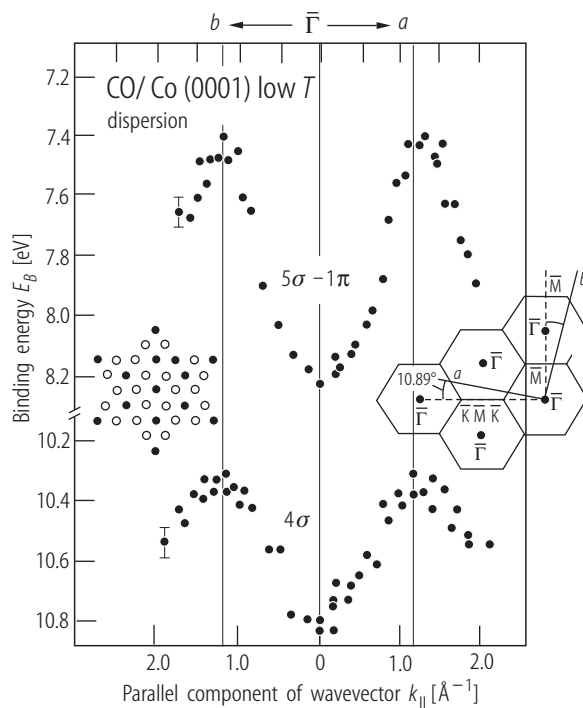 b Γ̅ a
CO/ Co (0001) low T
dispersion
7.2
7.4
7.6
7.8
8.0
8.2
10.2
10.4
10.6
10.8
Binding energy E_B [eV]
5σ – 1π
4σ
M̅ b
Γ̅
Γ̅
10.89° a M̅
Γ̅ K̅ M̅ K̅ Γ̅
Γ̅
2.0 1.0 0 1.0 2.0
Parallel component of wavevector k_|| [Å⁻¹]